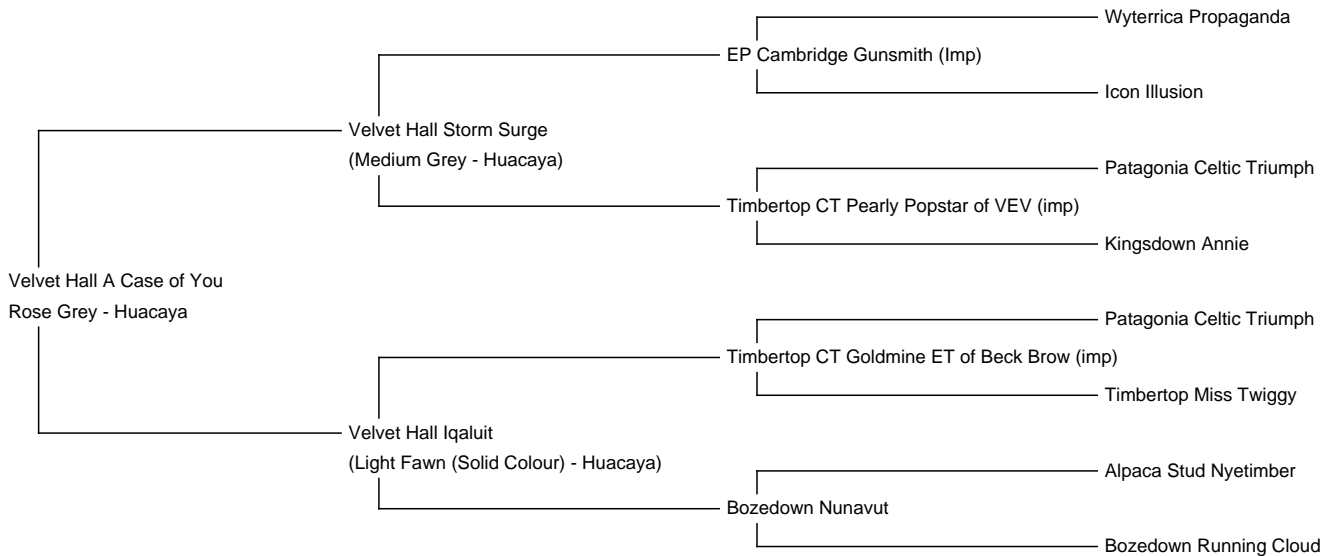 Wyterrica Propaganda
EP Cambridge Gunsmith (Imp)
Icon Illusion
Velvet Hall Storm Surge
(Medium Grey - Huacaya)
Patagonia Celtic Triumph
Timbertop CT Pearly Popstar of VEV (imp)
Kingsdown Annie
Velvet Hall A Case of You
Rose Grey - Huacaya
Patagonia Celtic Triumph
Timbertop CT Goldmine ET of Beck Brow (imp)
Timbertop Miss Twiggy
Velvet Hall Iqaluit
(Light Fawn (Solid Colour) - Huacaya)
Alpaca Stud Nyetimber
Bozedown Nunavut
Bozedown Running Cloud